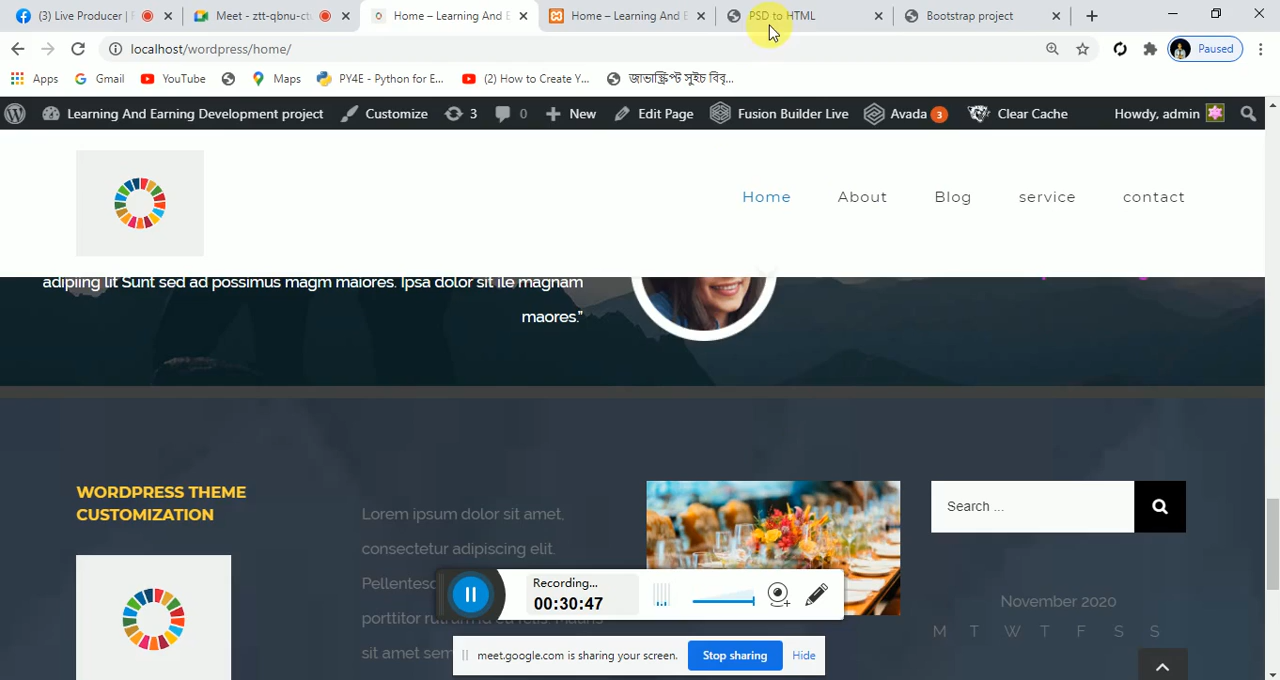 (3) Live Producer |
Meet - ztt-qbnu-ct
Home – Learning And E
Home – Learning And E
PSD to HTML
Bootstrap project
localhost/wordpress/home/
Paused
Apps
Gmail
YouTube
Maps
PY4E - Python for E...
(2) How to Create Y...
জাভাস্ক্রিপ্ট সুইচ বিবৃ...
Learning And Earning Development project
Customize
3
0
New
Edit Page
Fusion Builder Live
Avada 3
Clear Cache
Howdy, admin
Home
About
Blog
service
contact
adipiing lit Sunt sed ad possimus magm maiores. Ipsa dolor sit ile magnam
maores.”
WORDPRESS THEME
CUSTOMIZATION
Lorem ipsum dolor sit amet,
consectetur adipiscing elit.
Pellentesc
porttitor
sit amet sem
Search ...
November 2020
M T W T F S S
Recording...
00:30:47
meet.google.com is sharing your screen.
Stop sharing
Hide